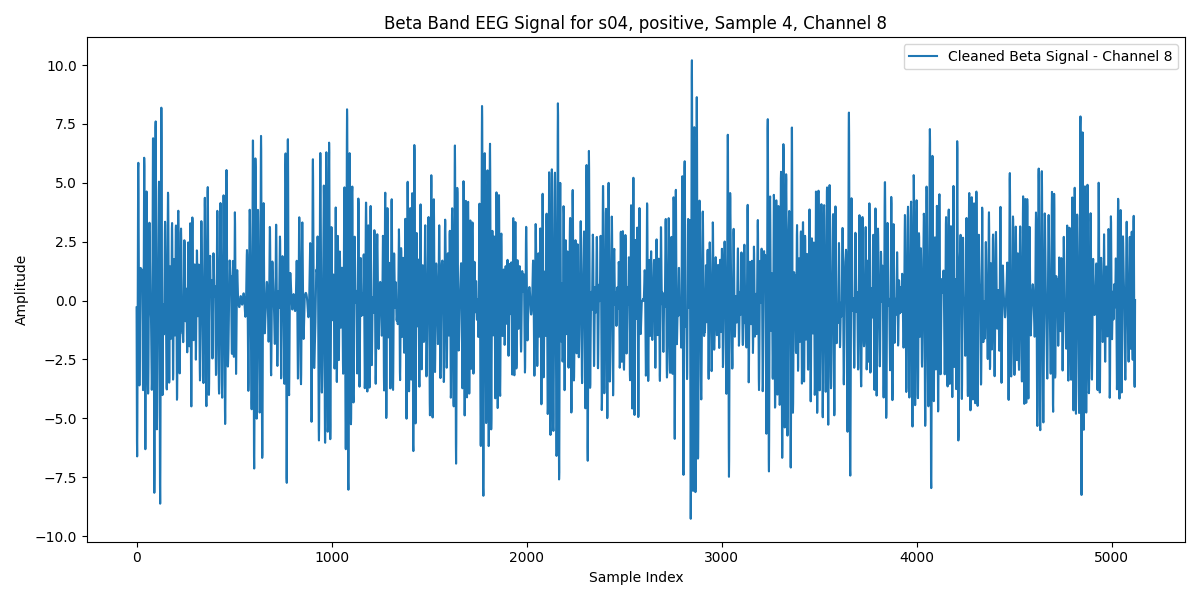 Beta Band EEG Signal for s04, positive, Sample 4, Channel 8
Cleaned Beta Signal - Channel 8
Amplitude
10.0
7.5
5.0
2.5
0.0
−2.5
−5.0
−7.5
−10.0
0 1000 2000 3000 4000 5000
Sample Index